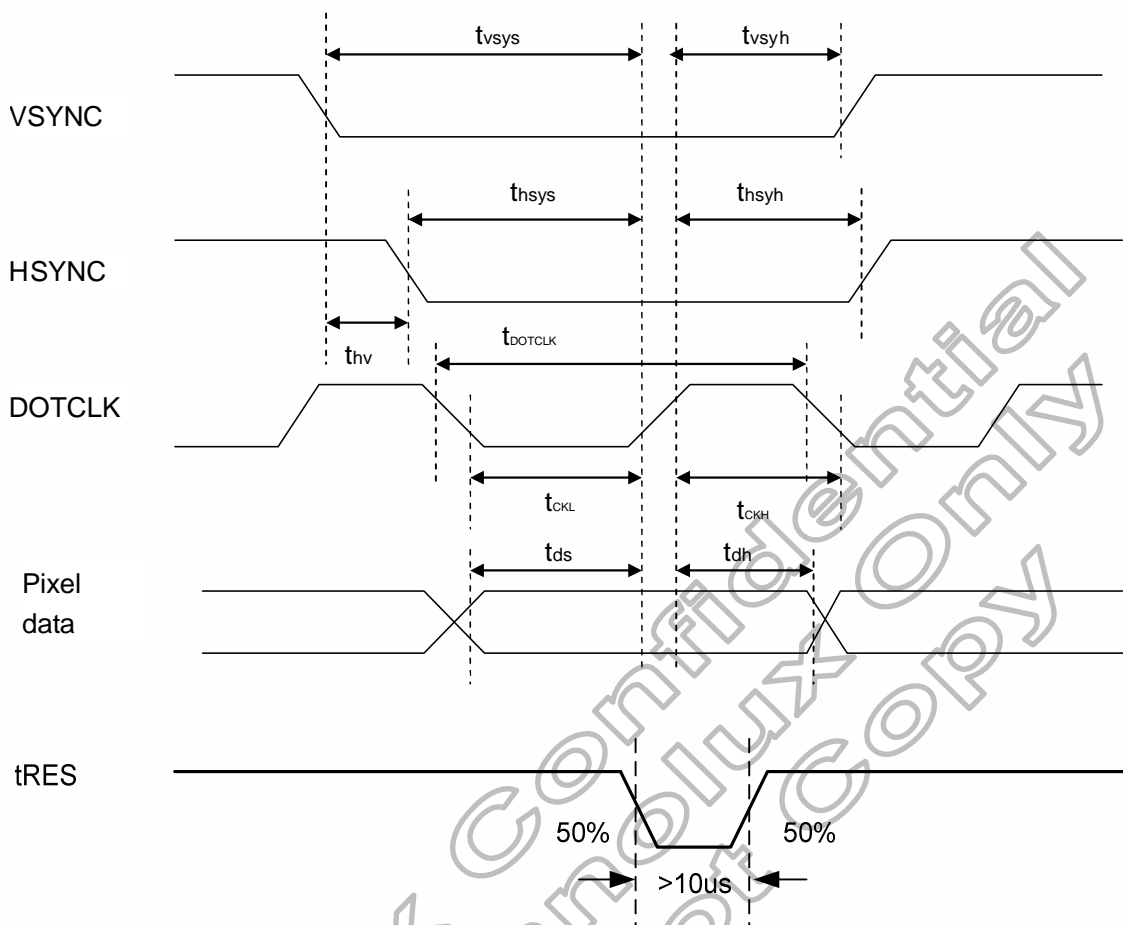 tvsys
tvsyh
VSYNC
thsys
thsyh
HSYNC
thv
tDOTCLK
DOTCLK
tCKL
tCKH
tds
tdh
Pixel
data
tRES
50%
50%
>10us
Confidential
Only
Copy